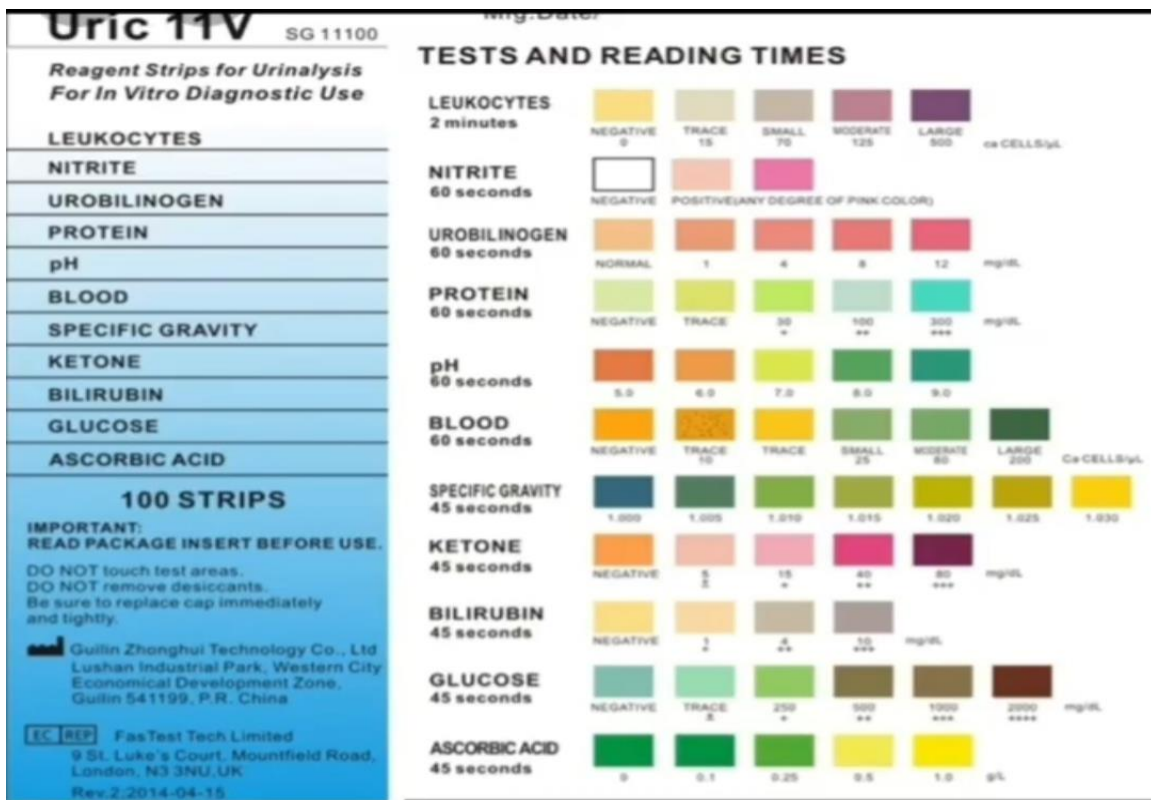 Uric 11V SG 11100
Reagent Strips for Urinalysis
For In Vitro Diagnostic Use
LEUKOCYTES
NITRITE
UROBILINOGEN
PROTEIN
pH
BLOOD
SPECIFIC GRAVITY
KETONE
BILIRUBIN
GLUCOSE
ASCORBIC ACID
100 STRIPS
IMPORTANT:
READ PACKAGE INSERT BEFORE USE.
DO NOT touch test areas.
DO NOT remove desiccants.
Be sure to replace cap immediately
and tightly.
Guilin Zhonghui Technology Co., Ltd
Lushan Industrial Park, Western City
Economical Development Zone,
Guilin 541199, P.R. China
EC REP FasTest Tech Limited
9 St. Luke's Court, Mountfield Road,
London, N3 3NU,UK
Rev.2;2014-04-15
Mfg.Date/
TESTS AND READING TIMES
LEUKOCYTES
2 minutes
NEGATIVE TRACE SMALL MODERATE LARGE
0 15 70 125 500 ca CELLS/µL
NITRITE
60 seconds
NEGATIVE POSITIVE(ANY DEGREE OF PINK COLOR)
UROBILINOGEN
60 seconds
NORMAL 1 4 8 12 mg/dL
PROTEIN
60 seconds
NEGATIVE TRACE 30 100 300 mg/dL
+ ++ +++
pH
60 seconds
5.0 6.0 7.0 8.0 9.0
BLOOD
60 seconds
NEGATIVE TRACE TRACE SMALL MODERATE LARGE
10 25 80 200 Ca CELLS/µL
SPECIFIC GRAVITY
45 seconds
1.000 1.005 1.010 1.015 1.020 1.025 1.030
KETONE
45 seconds
NEGATIVE 5 15 40 80 mg/dL
± + ++ +++
BILIRUBIN
45 seconds
NEGATIVE 1 4 10 mg/dL
+ ++ +++
GLUCOSE
45 seconds
NEGATIVE TRACE 250 500 1000 2000 mg/dL
± + ++ +++ ++++
ASCORBIC ACID
45 seconds
0 0.1 0.25 0.5 1.0 g/L